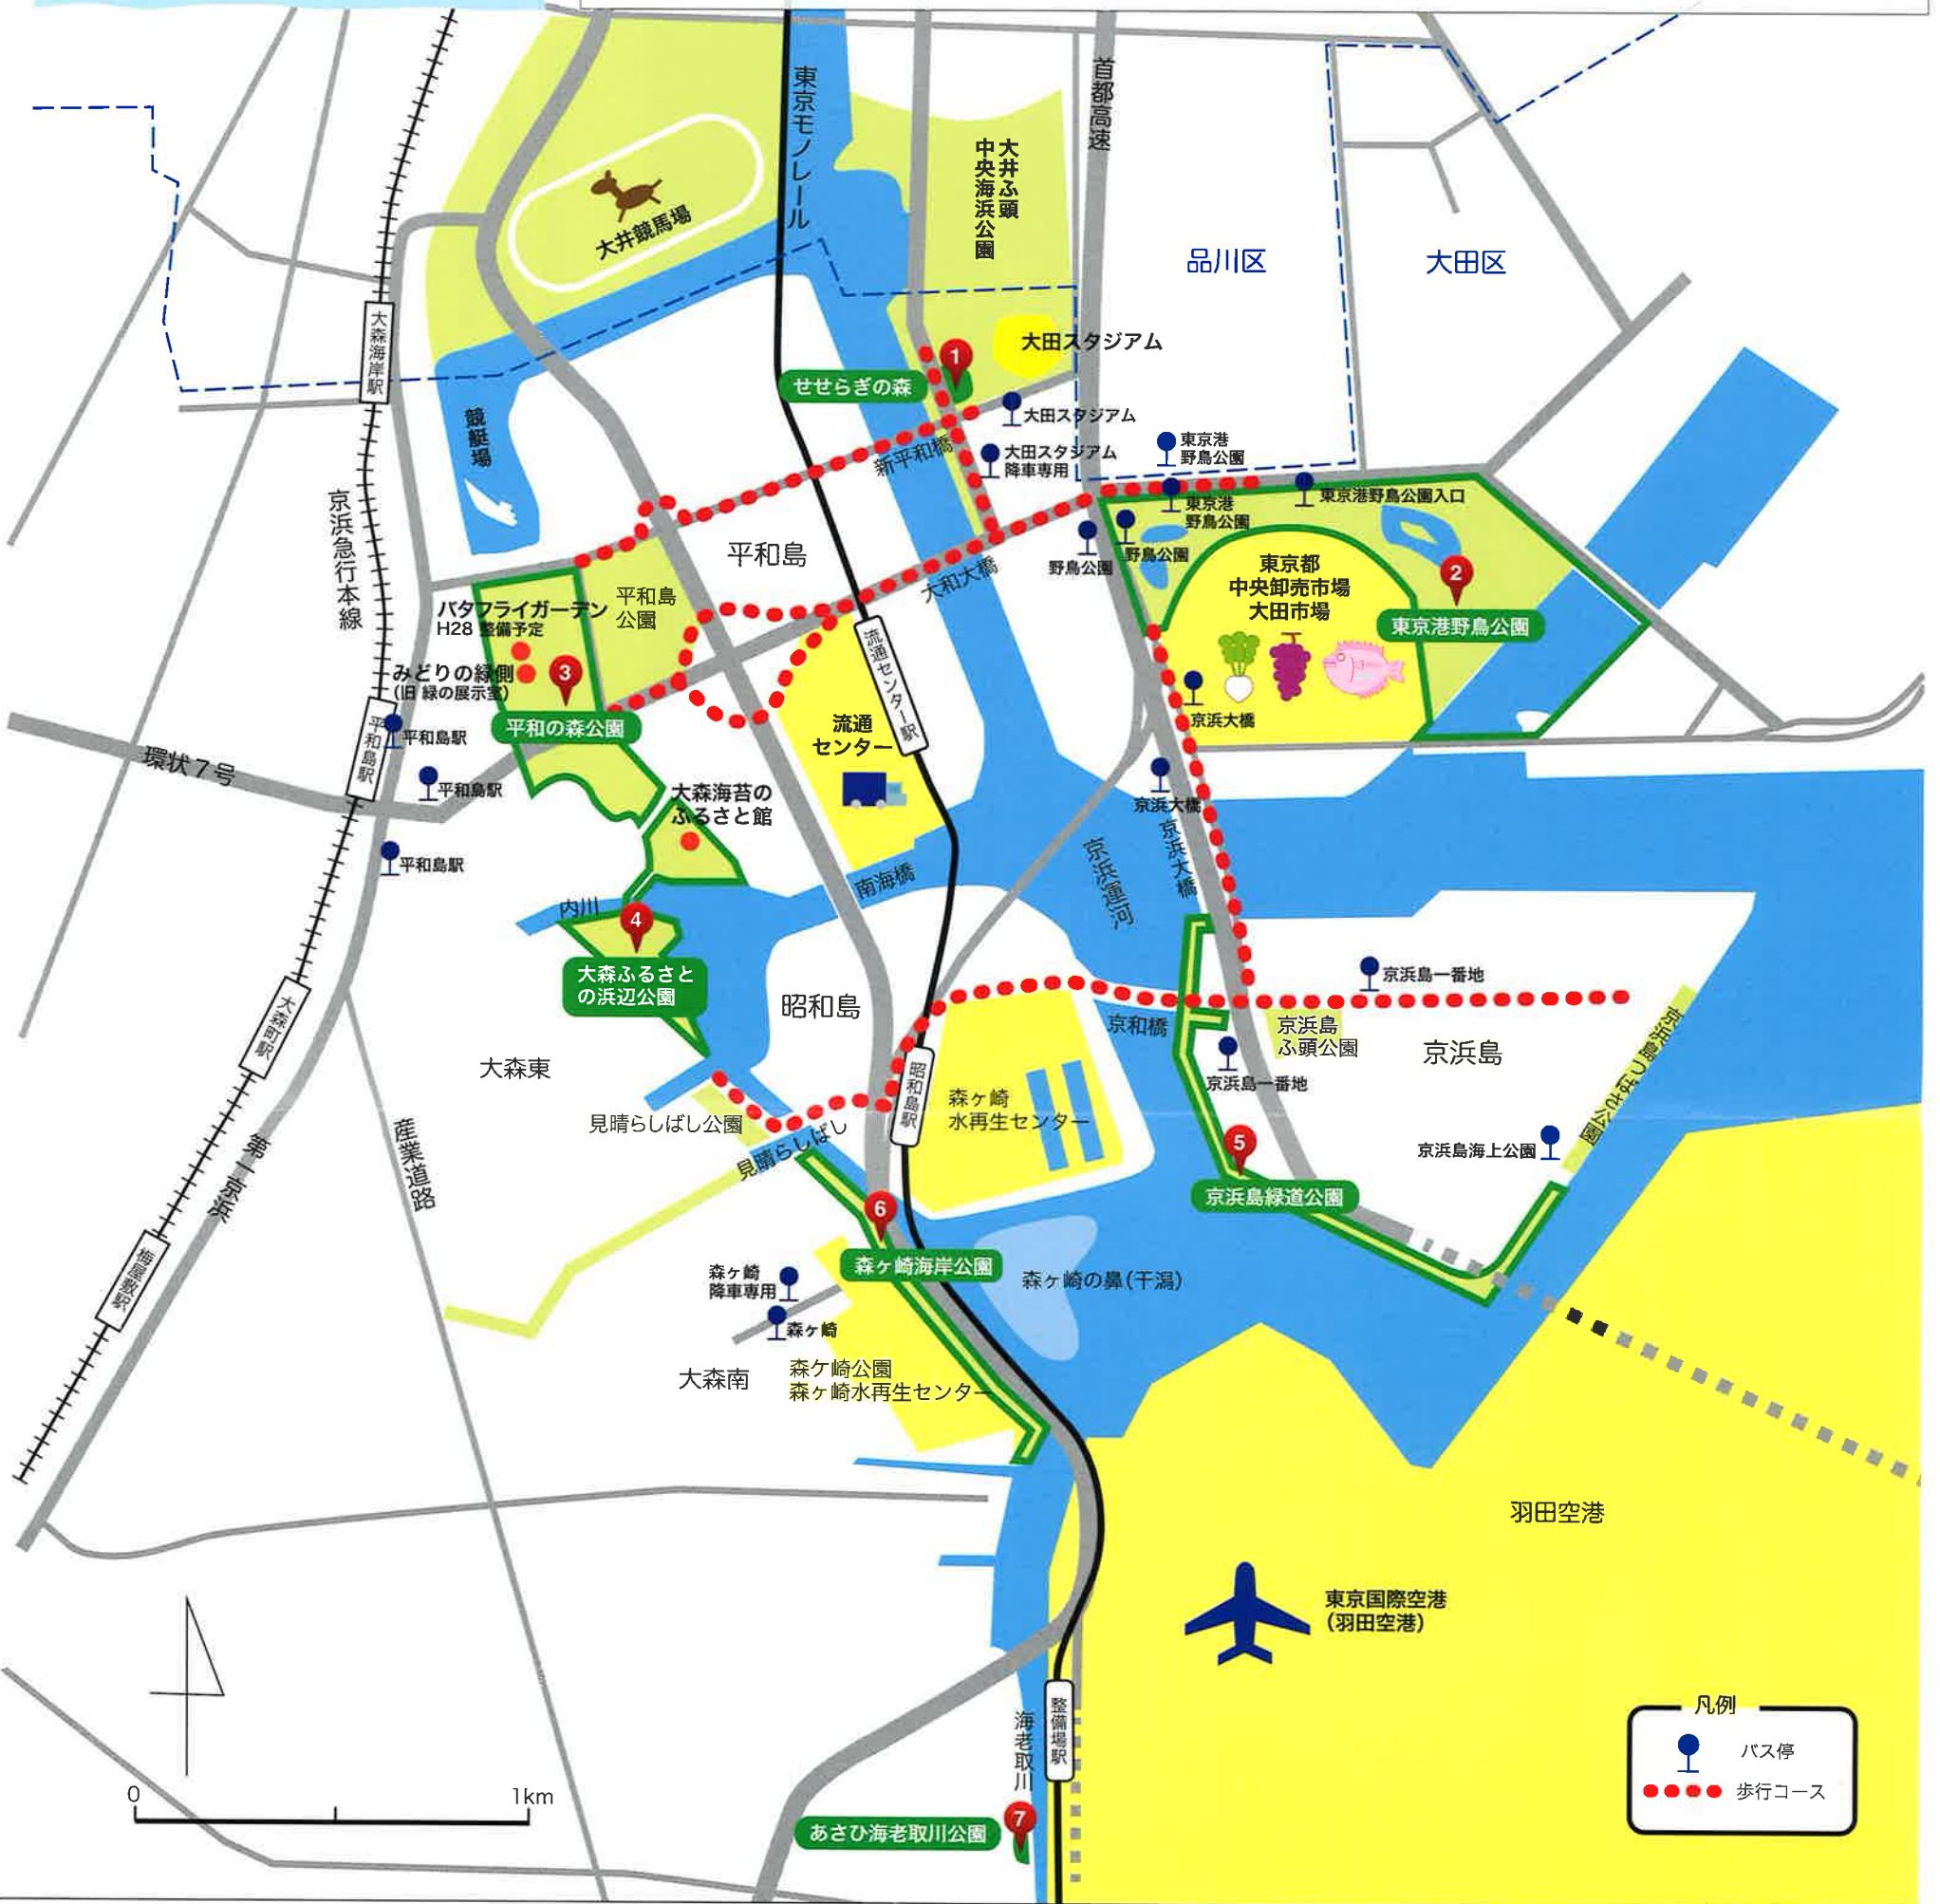 東京モノレール
首都高速
大井ふ頭
中央海浜公園
大井競馬場
品川区
大田区
大森海岸駅
大田スタジアム
1
せせらぎの森
大田スタジアム
競艇場
新平和橋
大田スタジアム
降車専用
東京港
野鳥公園
東京港野鳥公園入口
東京港
野鳥公園
京浜急行本線
平和島
大和大橋
野鳥公園
野鳥公園
東京都
中央卸売市場
大田市場
2
東京港野鳥公園
バタフライガーデン
H28 整備予定
平和島
公園
みどりの縁側
(旧 緑の展示室)
3
平和の森公園
流通センター駅
平和島駅
平和島駅
環状7号
平和島駅
平和島駅
流通
センター
京浜大橋
京浜大橋
京浜大橋
大森海苔の
ふるさと館
南海橋
京浜運河
内川
4
大森ふるさと
の浜辺公園
昭和島
京浜島一番地
大森町駅
大森東
京和橋
京浜島
ふ頭公園
京浜島
京浜島つばさ公園
京浜島一番地
昭和島駅
森ヶ崎
水再生センター
見晴らしばし公園
見晴らしばし
産業道路
第一京浜
5
京浜島緑道公園
京浜島海上公園
6
森ヶ崎海岸公園
梅屋敷駅
森ヶ崎
降車専用
森ヶ崎
森ヶ崎の鼻(干潟)
大森南
森ケ崎公園
森ヶ崎水再生センター
羽田空港
東京国際空港
(羽田空港)
整備場駅
海老取川
7
あさひ海老取川公園
0
1km
凡例
バス停
歩行コース